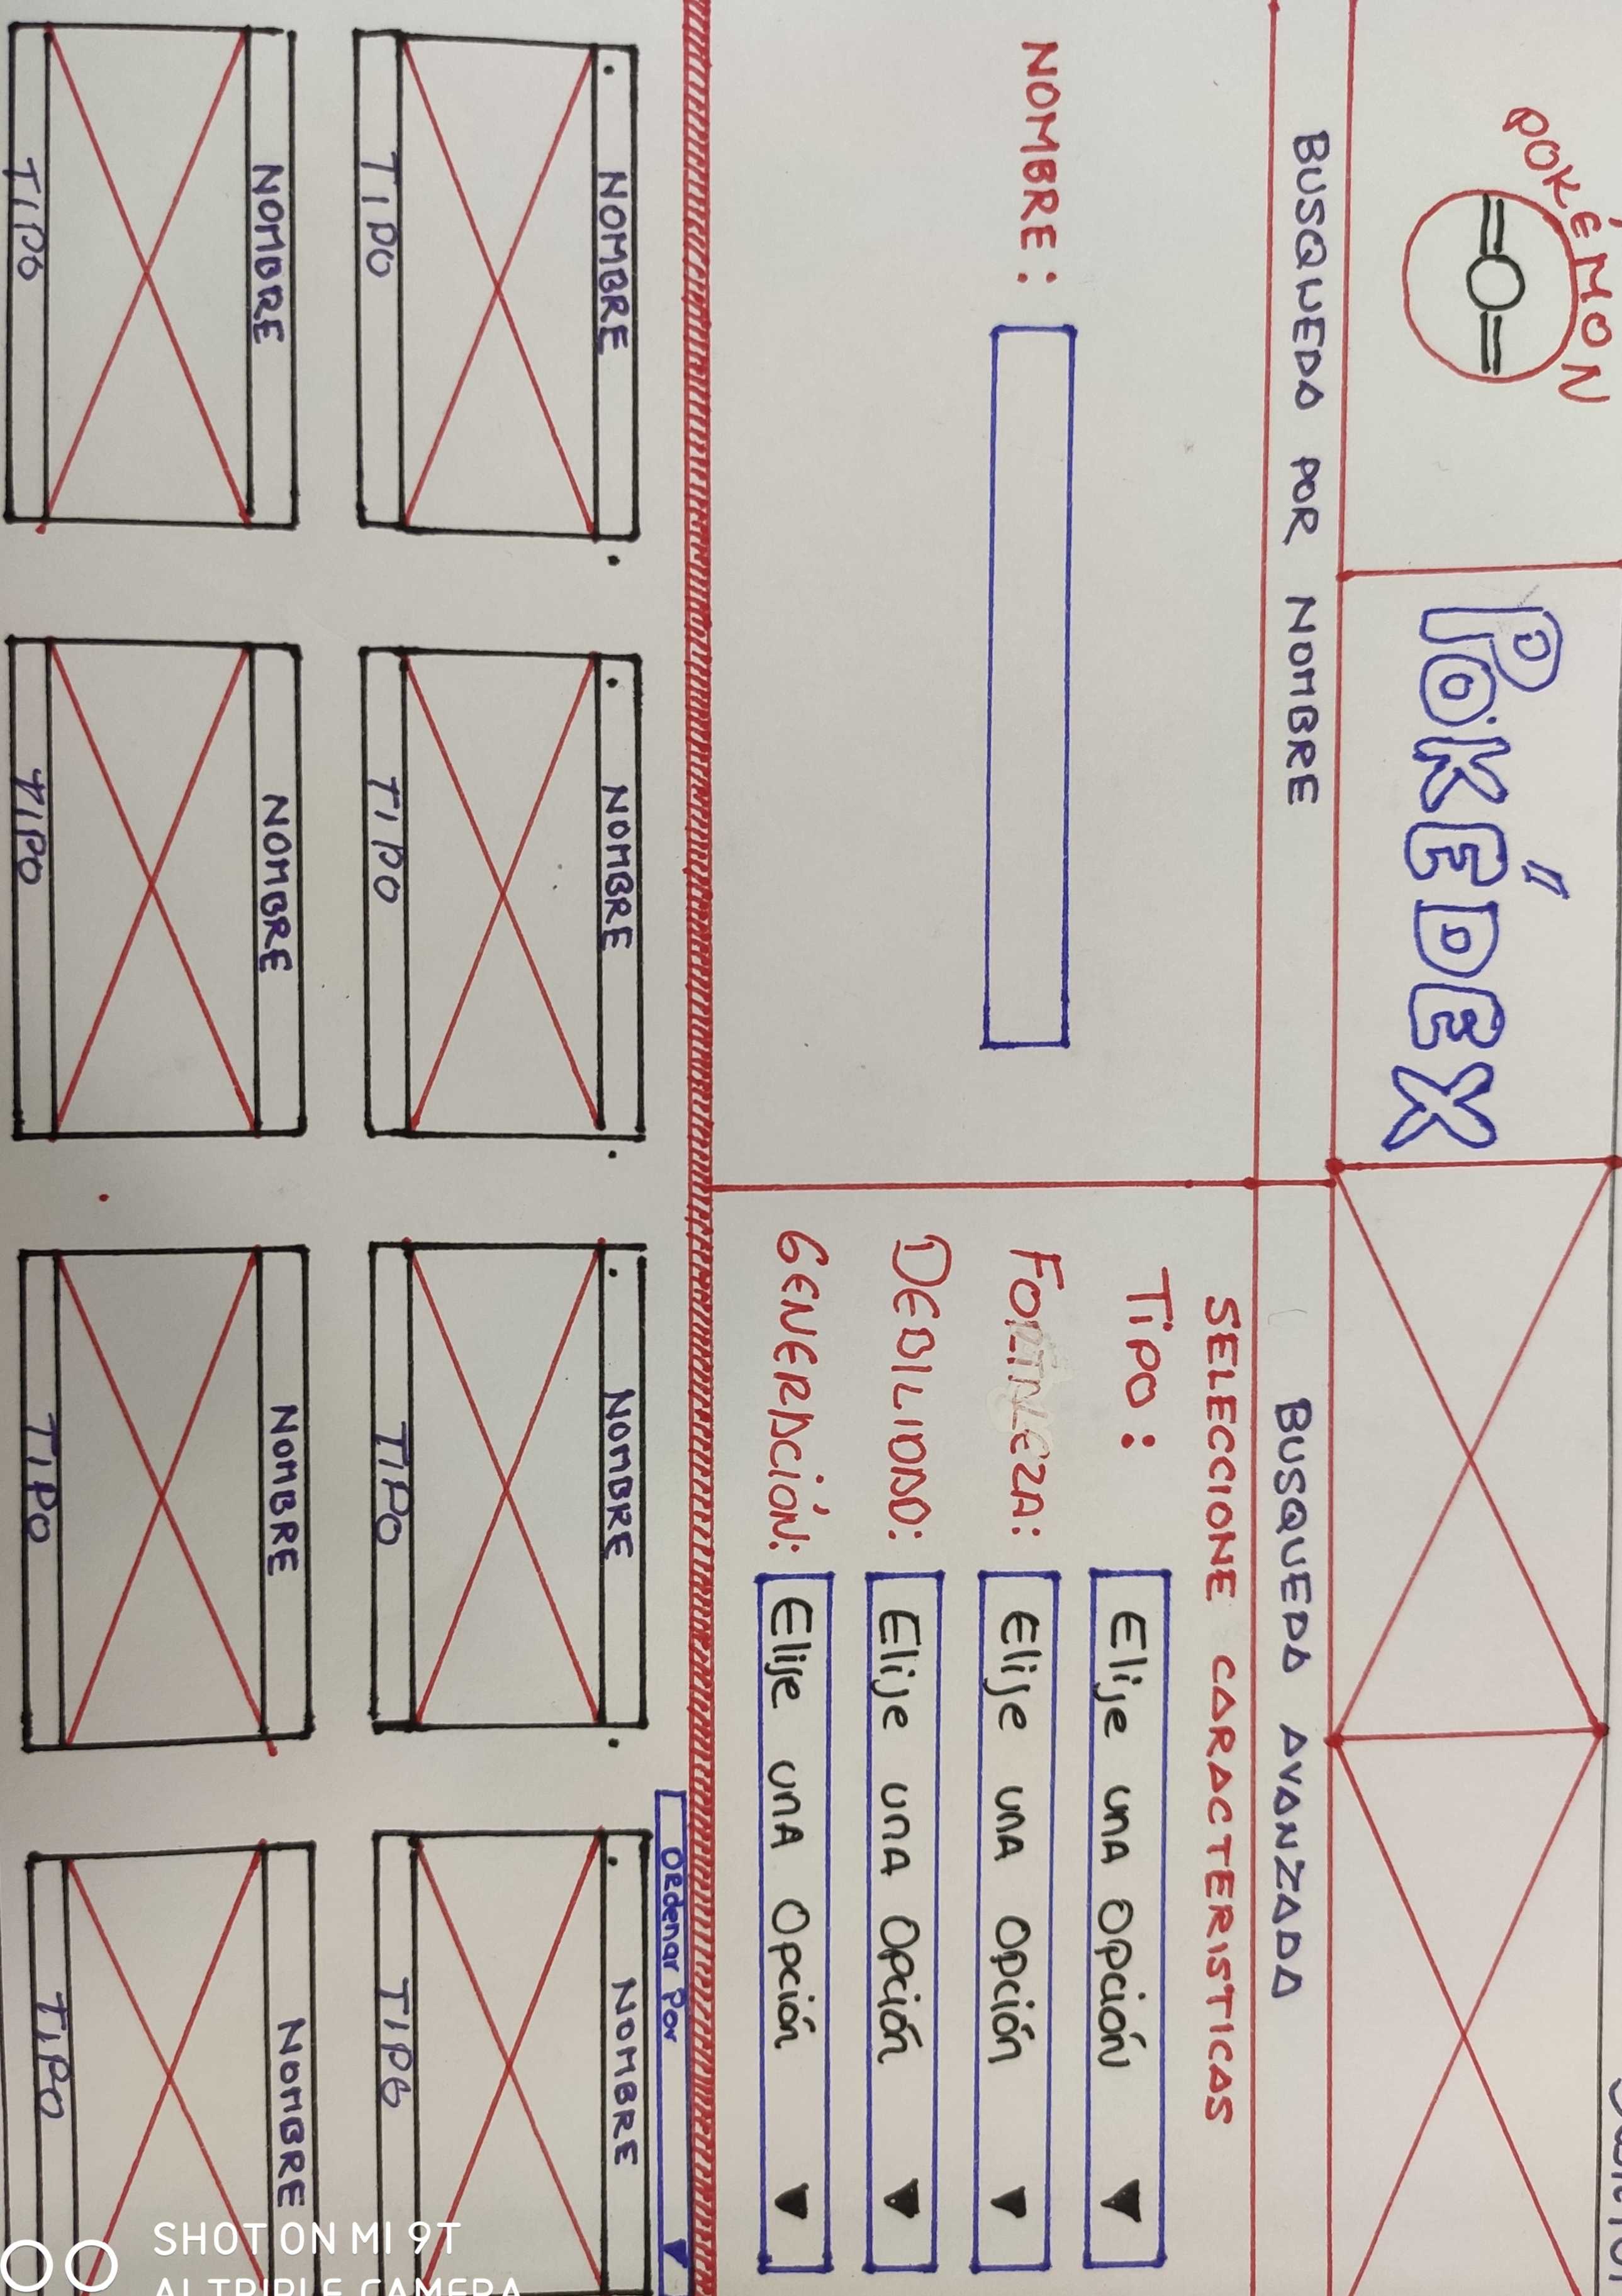 POKÉMON
POKÉDEX
BUSQUEDA POR NOMBRE
BUSQUEDA AVANZADA
SELECCIONE CARACTERISTICAS
NOMBRE:
TiPO:
Elije unA Opción
FORTALEZA:
Elije unA Opción
DEBILIDAD:
Elije unA Opción
GENERACIÓN:
Elije unA Opción
Ordenar Por
NOMBRE NOMBRE NOMBRE NOMBRE
TIPO TIPO TIPO TIPO
NOMBRE NOMBRE NOMBRE NOMBRE
TIPO TIPO TIPO TIPO
SHOT ON MI 9T
AI TRIPLE CAMERA